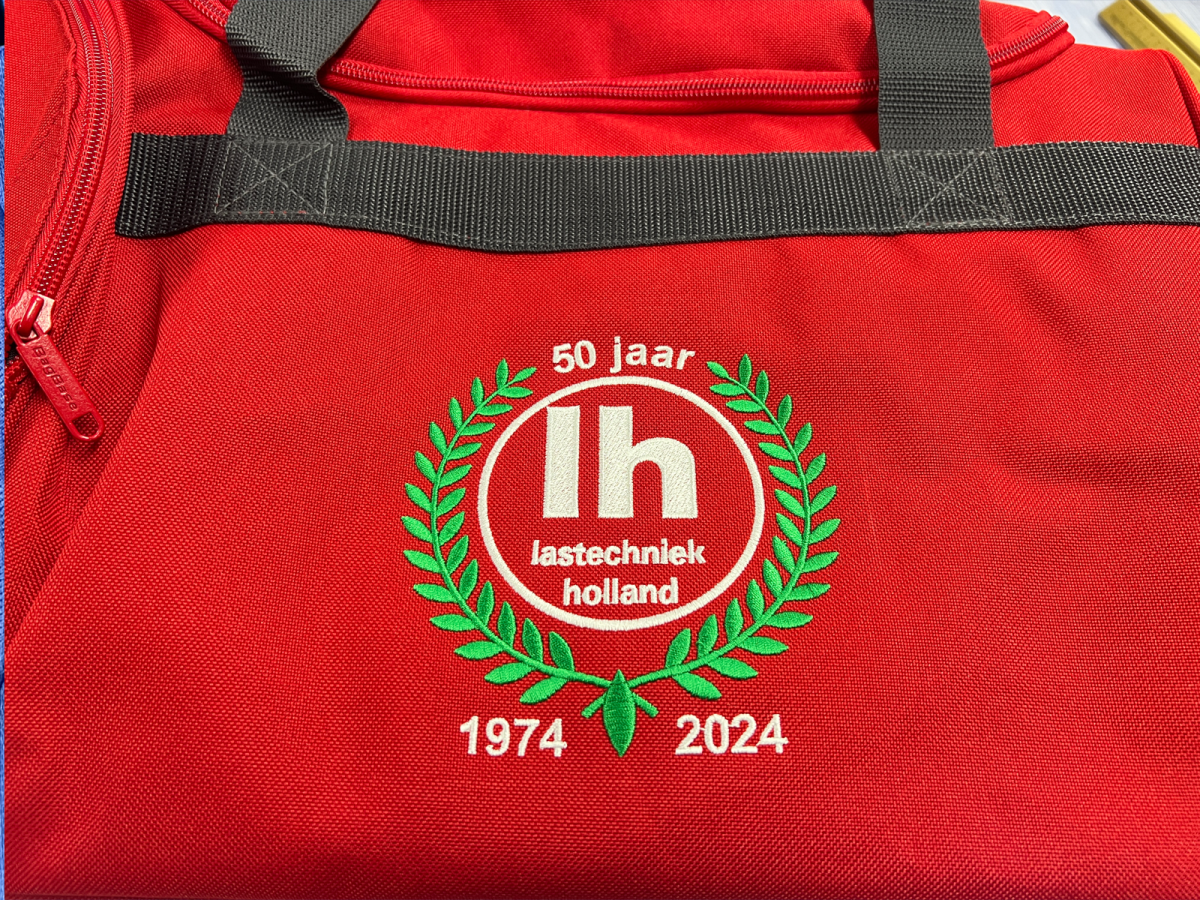 50 jaar
lh
lastechniek
holland
1974 2024